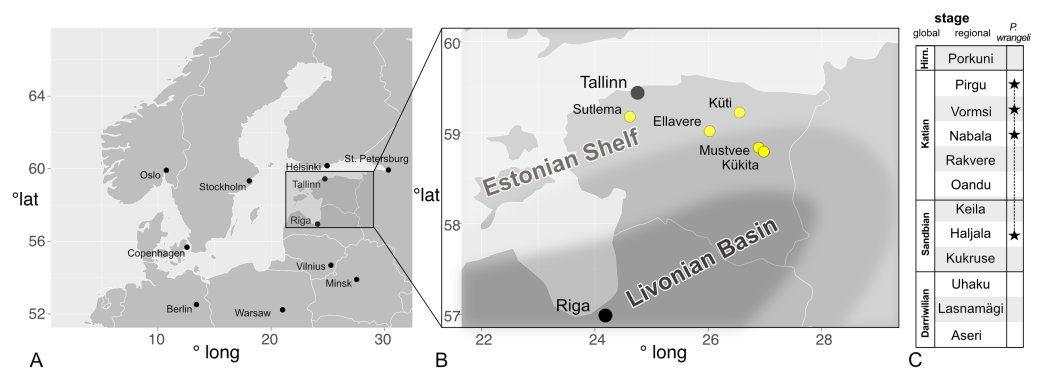 64
60
56
52
°lat
10
20
30
° long
Oslo
Stockholm
Helsinki
St. Petersburg
Tallinn
Riga
Copenhagen
Vilnius
Minsk
Berlin
Warsaw
A
60
59
58
57
°lat
22
24
26
28
° long
Tallinn
Sutlema
Küti
Ellavere
Mustvee
Kükita
Estonian Shelf
Livonian Basin
Riga
B
stage
global regional P. wrangeli
Hirn. Porkuni
Katian
Pirgu ★
Vormsi ★
Nabala ★
Rakvere
Oandu
Sandbian
Keila
Haljala ★
Kukruse
Darriwilian
Uhaku
Lasnamägi
Aseri
C